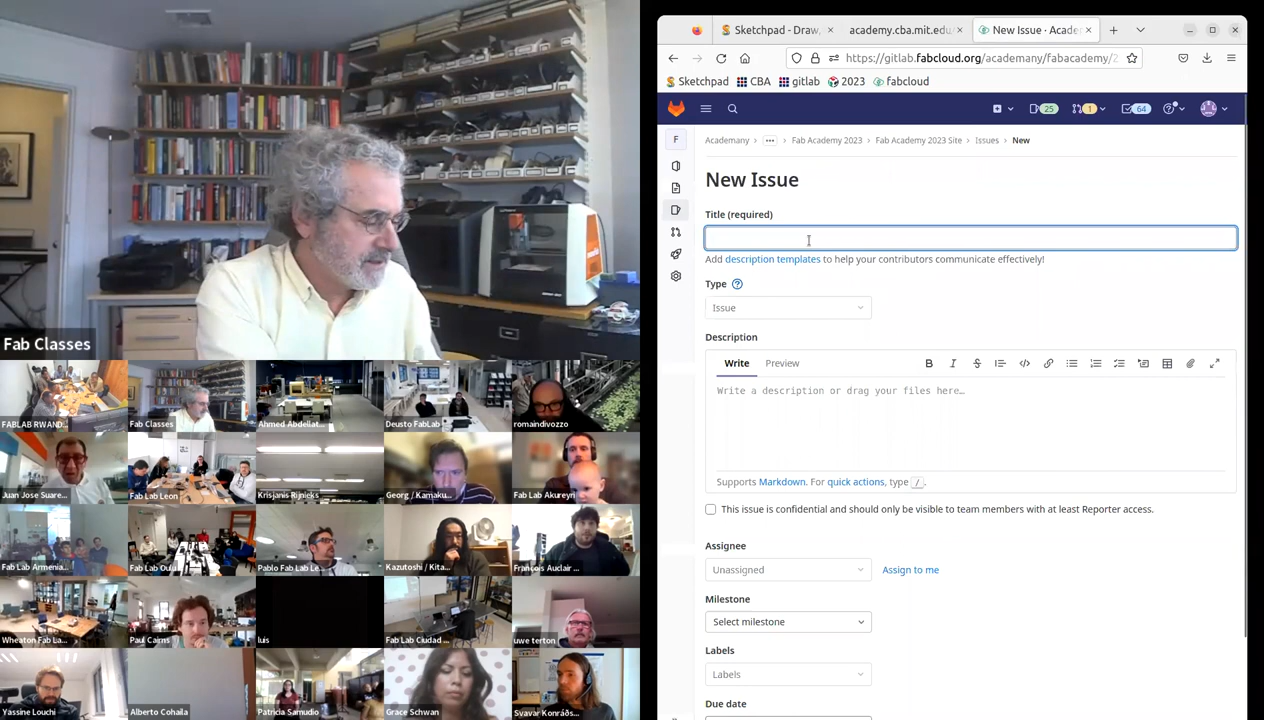 Fab Classes
FABLAB RWAND...
Fab Classes
Ahmed Abdellat...
Deusto FabLab
romaindivozzo
Juan Jose Suare...
Fab Lab Leon
Krisjanis Rijnieks
Georg / Kamaku...
Fab Lab Akureyri
Fab Lab Armenia...
Fab Lab Oulu
Pablo Fab Lab Le...
Kazutoshi / Kita...
François Auclair ...
Wheaton Fab La...
Paul Cairns
luis
Fab Lab Ciudad ...
uwe terton
Yassine Louchi
Alberto Cohaila
Patricia Samudio
Grace Schwan
Svavar Konráðs...
Sketchpad - Draw,
academy.cba.mit.edu/
New Issue · Acade
https://gitlab.fabcloud.org/academany/fabacademy/2
Sketchpad
CBA
gitlab
2023
fabcloud
25
1
64
F
Academany
Fab Academy 2023
Fab Academy 2023 Site
Issues
New
New Issue
Title (required)
Add description templates to help your contributors communicate effectively!
Type
Issue
Description
Write
Preview
Write a description or drag your files here…
Supports Markdown. For quick actions, type /.
This issue is confidential and should only be visible to team members with at least Reporter access.
Assignee
Unassigned
Assign to me
Milestone
Select milestone
Labels
Labels
Due date